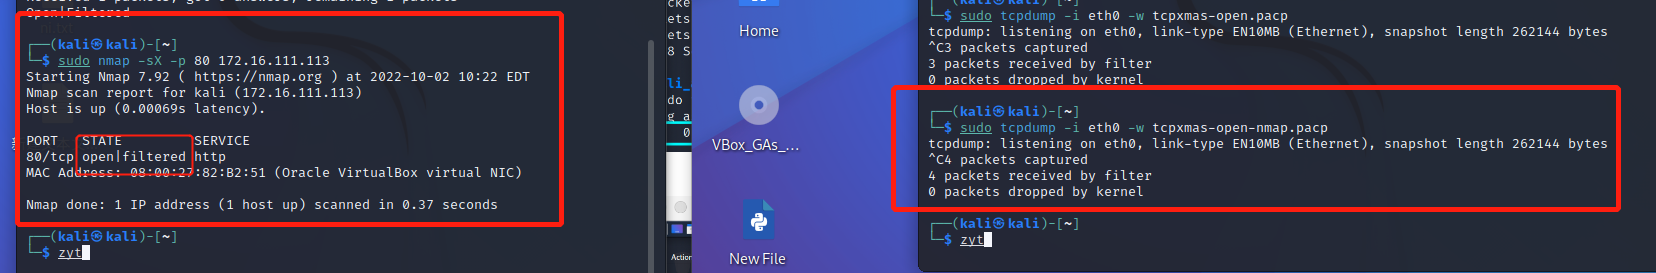 Open|Filtered
┌──(kali㉿kali)-[~]
└─$ sudo nmap -sX -p 80 172.16.111.113
Starting Nmap 7.92 ( https://nmap.org ) at 2022-10-02 10:22 EDT
Nmap scan report for kali (172.16.111.113)
Host is up (0.00069s latency).
PORT   STATE         SERVICE
80/tcp open|filtered http
MAC Address: 08:00:27:82:B2:51 (Oracle VirtualBox virtual NIC)
Nmap done: 1 IP address (1 host up) scanned in 0.37 seconds
┌──(kali㉿kali)-[~]
└─$ zyt
Home
VBox_GAs_...
New File
└─$ sudo tcpdump -i eth0 -w tcpxmas-open.pacp
tcpdump: listening on eth0, link-type EN10MB (Ethernet), snapshot length 262144 bytes
^C3 packets captured
3 packets received by filter
0 packets dropped by kernel
┌──(kali㉿kali)-[~]
└─$ sudo tcpdump -i eth0 -w tcpxmas-open-nmap.pacp
tcpdump: listening on eth0, link-type EN10MB (Ethernet), snapshot length 262144 bytes
^C4 packets captured
4 packets received by filter
0 packets dropped by kernel
┌──(kali㉿kali)-[~]
└─$ zyt